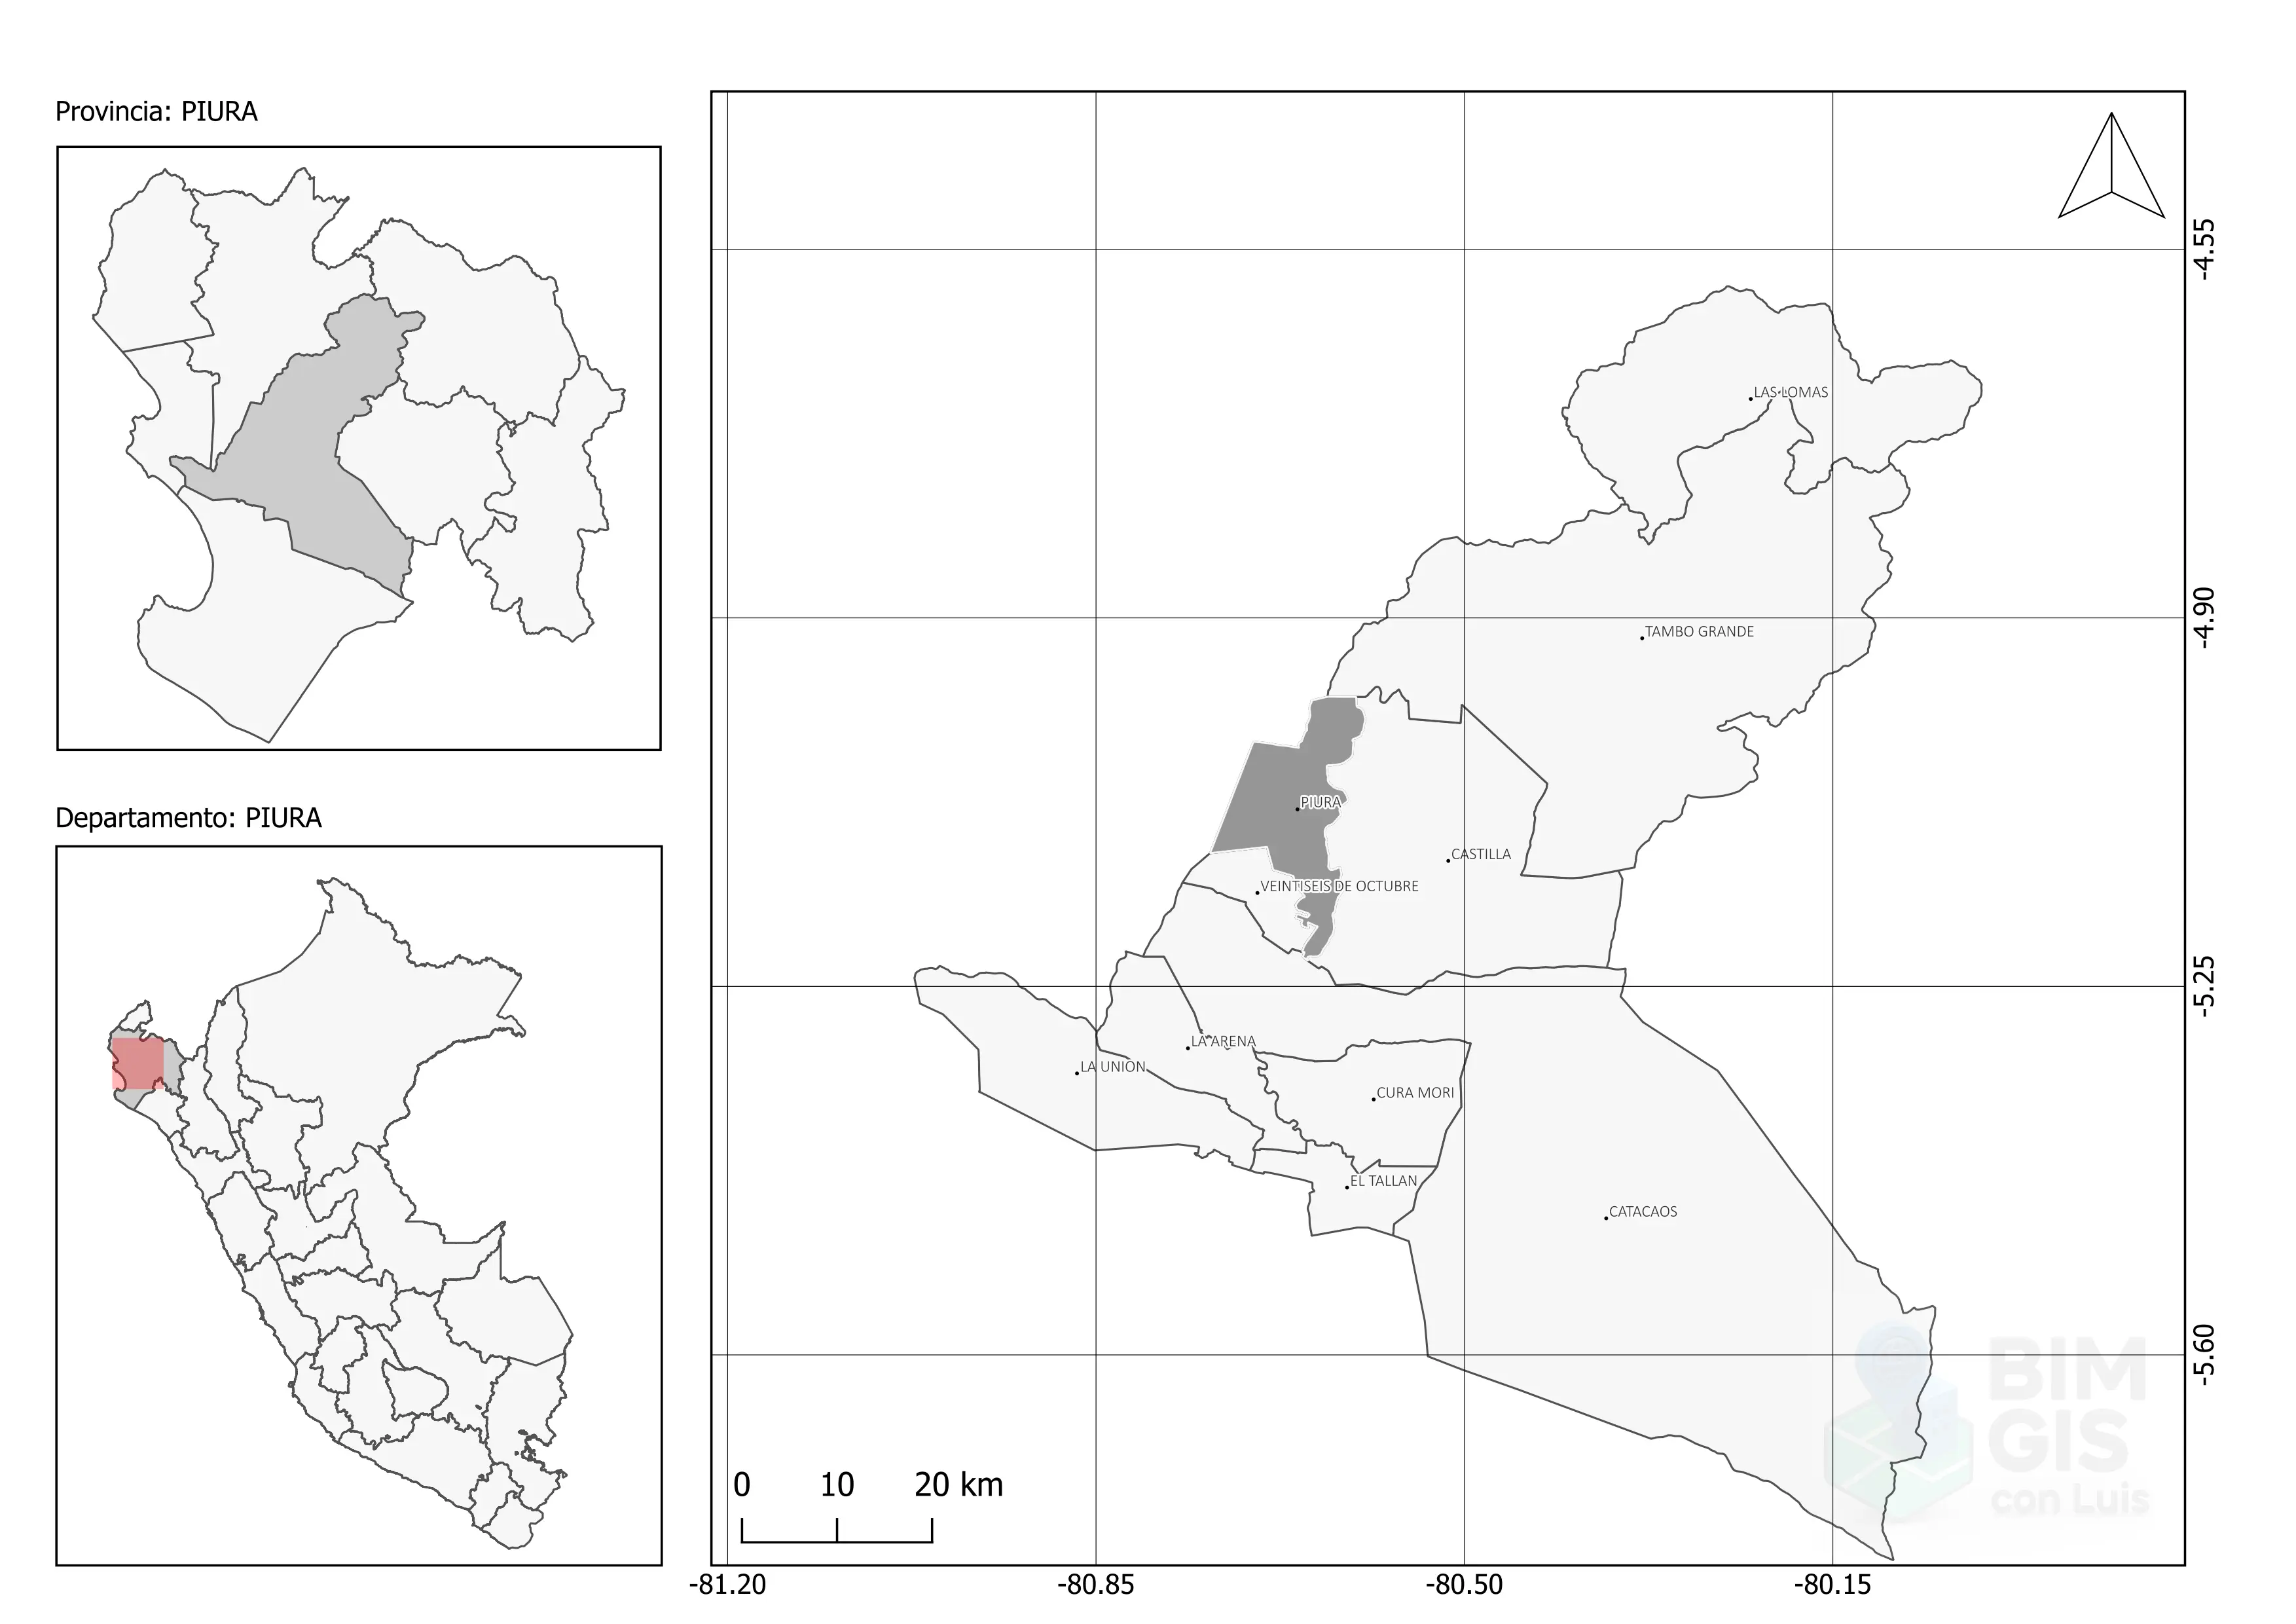 Provincia: PIURA
Departamento: PIURA
LAS LOMAS
TAMBO GRANDE
PIURA
CASTILLA
VEINTISEIS DE OCTUBRE
LA ARENA
LA UNION
CURA MORI
EL TALLAN
CATACAOS
-4.55
-4.90
-5.25
-5.60
0 10 20 km
-81.20 -80.85 -80.50 -80.15
BIM
GIS
con Luis